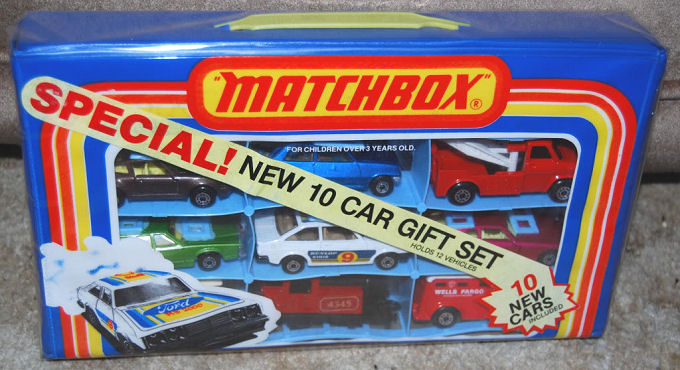 "MATCHBOX"®
SPECIAL! NEW 10 CAR GIFT SET
HOLDS 12 VEHICLES
FOR CHILDREN OVER 3 YEARS OLD.
DUNLOP
9
Ford
4345
WELLS FARGO
10
NEW
CARS
INCLUDED